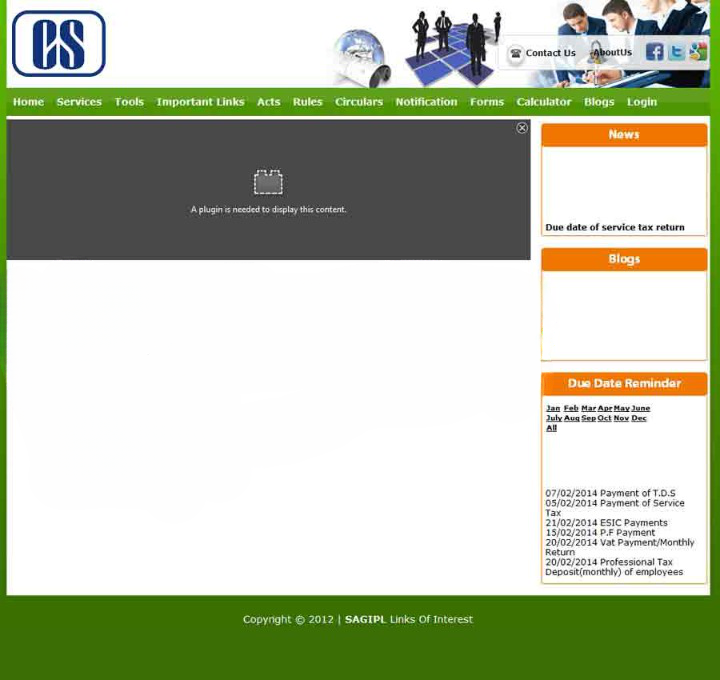 CS
Contact Us AboutUs
Home Services Tools Important Links Acts Rules Circulars Notification Forms Calculator Blogs Login
A plugin is needed to display this content.
News
Due date of service tax return
Blogs
Due Date Reminder
Jan Feb Mar Apr May June
July Aug Sep Oct Nov Dec
All
07/02/2014 Payment of T.D.S
05/02/2014 Payment of Service
Tax
21/02/2014 ESIC Payments
15/02/2014 P.F Payment
20/02/2014 Vat Payment/Monthly
Return
20/02/2014 Professional Tax
Deposit(monthly) of employees
Copyright © 2012 | SAGIPL Links Of Interest